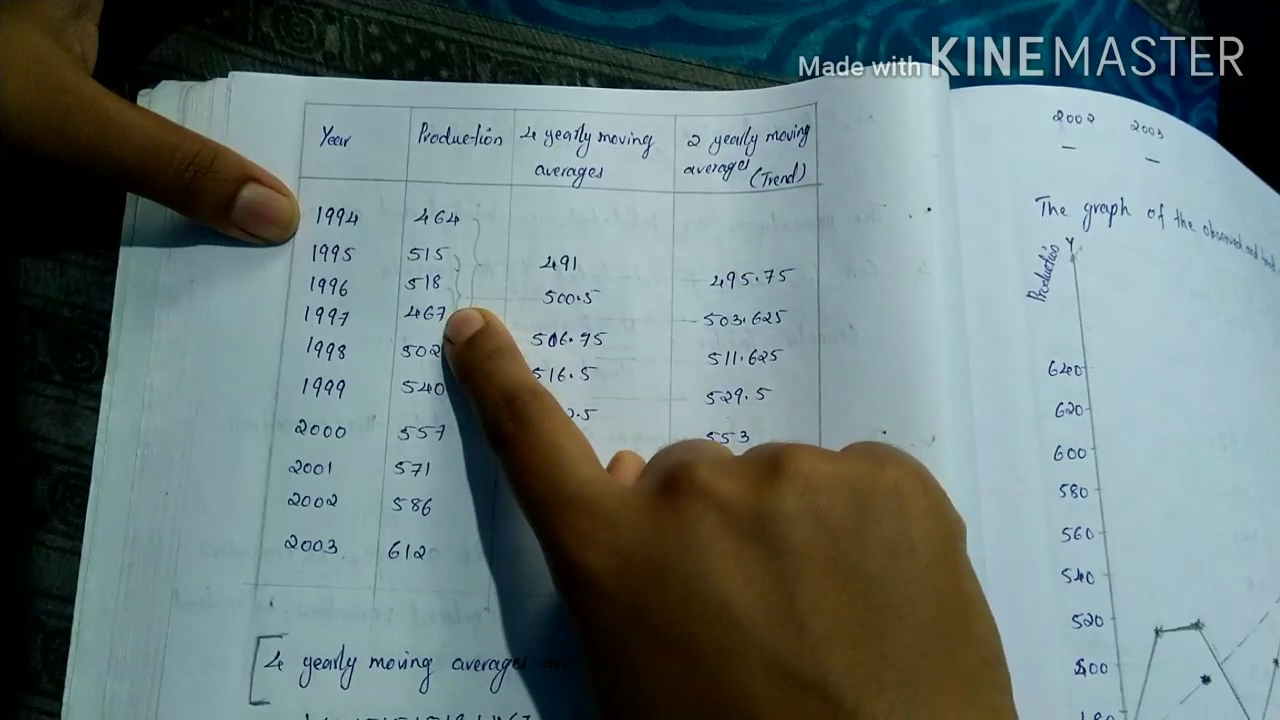 Made with KINEMASTER
Year Production 4 yearly moving averages 2 yearly moving averages (Trend)
1994 464
1995 515
491
1996 518 495.75
500.5
1997 467 503.625
506.75
1998 502 511.625
516.5
1999 540 529.5
2000 557 553
2001 571
2002 586
2003 612
[4 yearly moving averages
2002 2003
The graph of the observed and
Production
Y
640
620
600
580
560
540
520